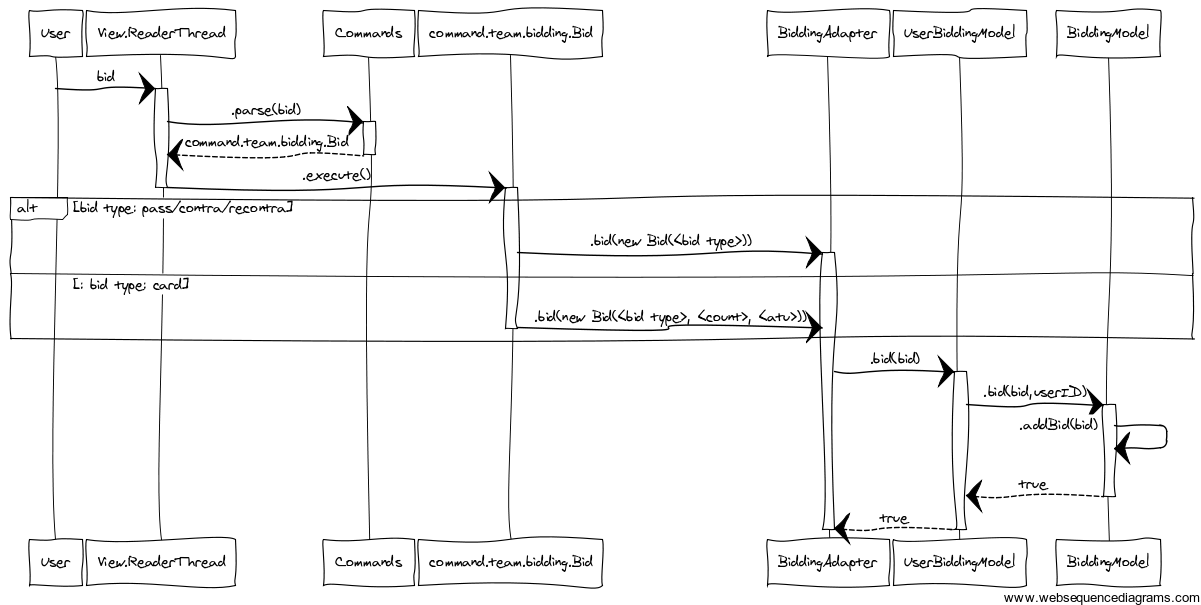 User
View.ReaderThread
Commands
command.team.bidding.Bid
BiddingAdapter
UserBiddingModel
BiddingModel
bid
.parse(bid)
command.team.bidding.Bid
.execute()
alt
[bid type: pass/contra/recontra]
.bid(new Bid(<bid type>))
[: bid type: card]
.bid(new Bid(<bid type>, <count>, <atu>))
.bid(bid)
.bid(bid,userID)
.addBid(bid)
true
true
User
View.ReaderThread
Commands
command.team.bidding.Bid
BiddingAdapter
UserBiddingModel
BiddingModel
www.websequencediagrams.com